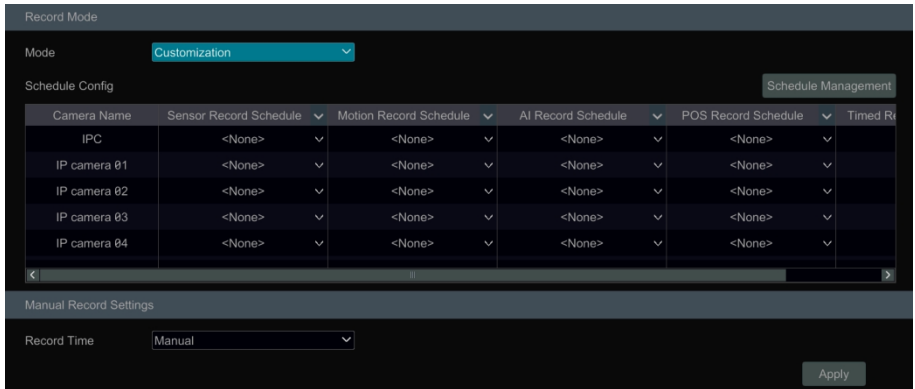 Record Mode
Mode Customization
Schedule Config Schedule Management
Camera Name Sensor Record Schedule Motion Record Schedule AI Record Schedule POS Record Schedule Timed Re
IPC <None> <None> <None> <None>
IP camera 01 <None> <None> <None> <None>
IP camera 02 <None> <None> <None> <None>
IP camera 03 <None> <None> <None> <None>
IP camera 04 <None> <None> <None> <None>
Manual Record Settings
Record Time Manual
Apply